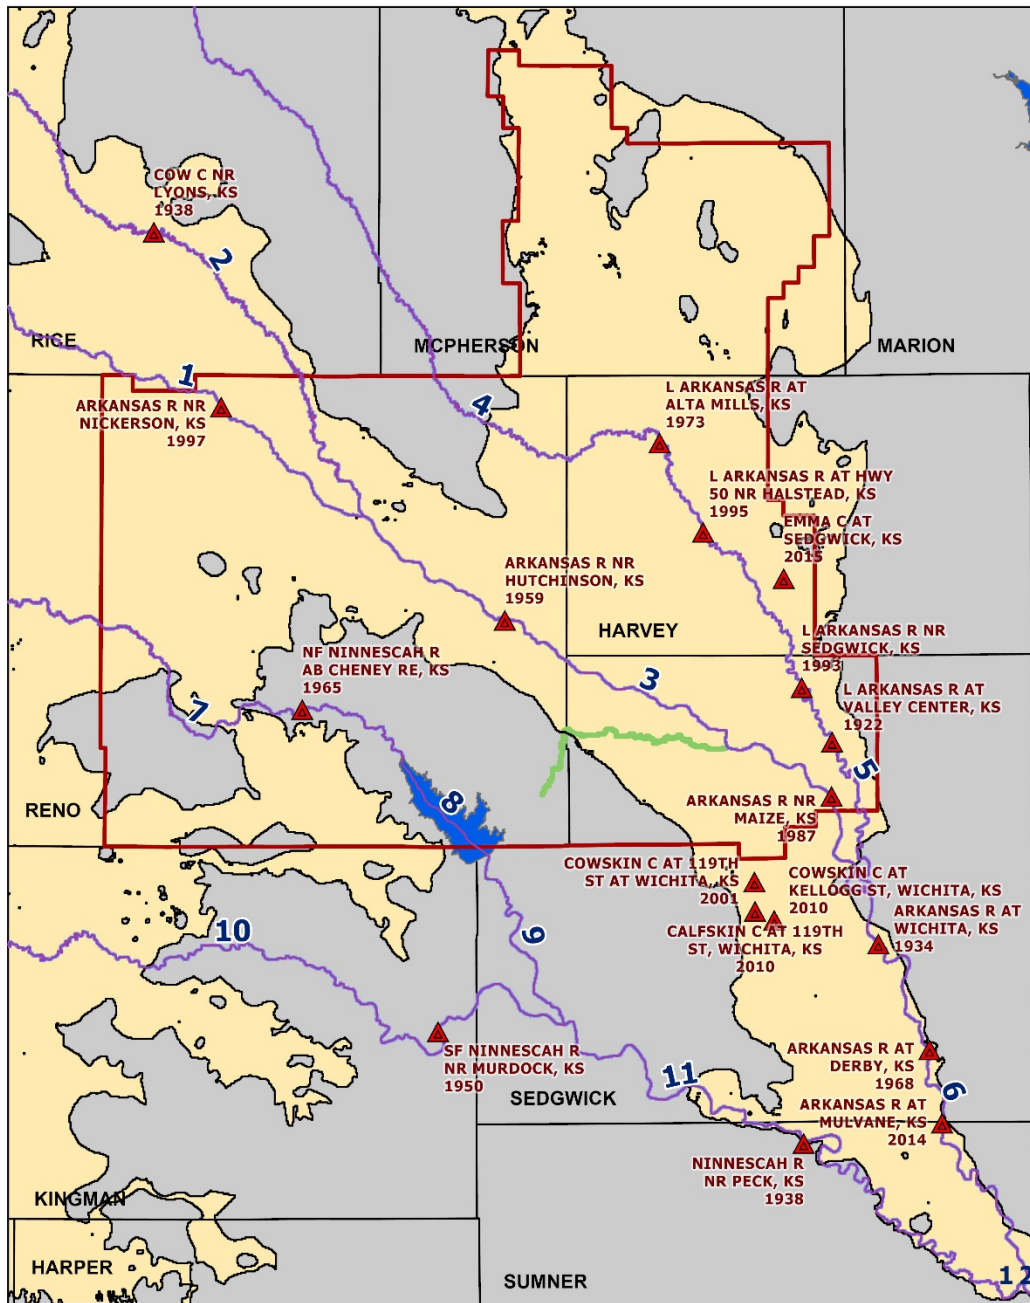 COW C NR
LYONS, KS
1938
2
RICE
MCPHERSON
MARION
1
ARKANSAS R NR
NICKERSON, KS
1997
4
L ARKANSAS R AT
ALTA MILLS, KS
1973
L ARKANSAS R AT HWY
50 NR HALSTEAD, KS
1995
EMMA C AT
SEDGWICK, KS
2015
ARKANSAS R NR
HUTCHINSON, KS
1959
HARVEY
L ARKANSAS R NR
SEDGWICK, KS
1993
NF NINNESCAH R
AB CHENEY RE, KS
1965
3
L ARKANSAS R AT
VALLEY CENTER, KS
1922
7
5
RENO
8
ARKANSAS R NR
MAIZE, KS
1987
COWSKIN C AT 119TH
ST AT WICHITA, KS
2001
COWSKIN C AT
KELLOGG ST, WICHITA, KS
2010
ARKANSAS R AT
WICHITA, KS
1934
CALFSKIN C AT 119TH
ST, WICHITA, KS
2010
10
9
SF NINNESCAH R
NR MURDOCK, KS
1950
ARKANSAS R AT
DERBY, KS
1968
SEDGWICK
11
6
ARKANSAS R AT
MULVANE, KS
2014
NINNESCAH R
NR PECK, KS
1938
KINGMAN
HARPER
SUMNER
12